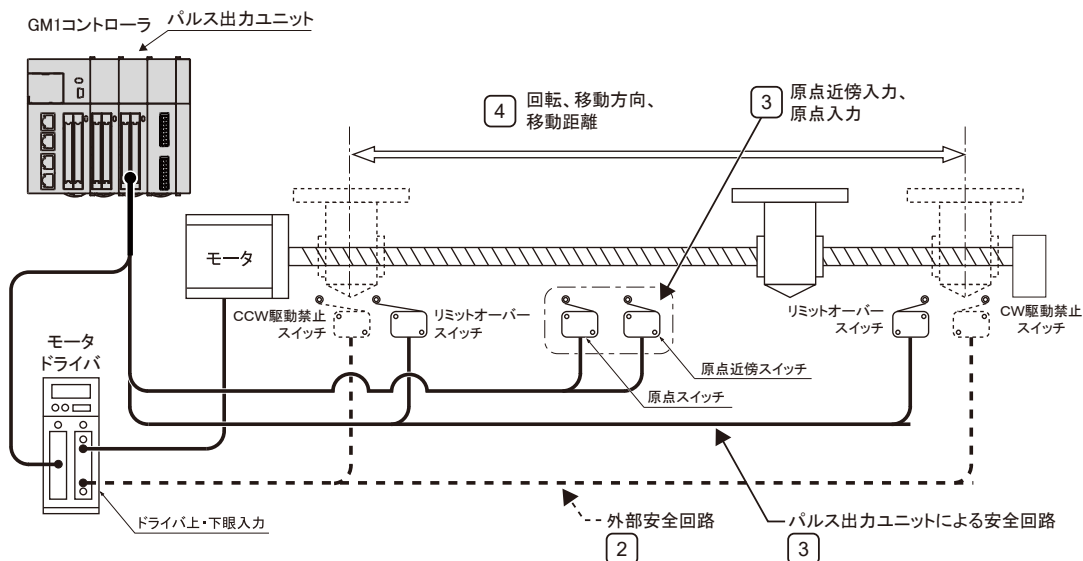 GM1コントローラ
パルス出力ユニット
4
回転、移動方向、
移動距離
3
原点近傍入力、
原点入力
モータ
CCW駆動禁止
スイッチ
リミットオーバー
スイッチ
リミットオーバー
スイッチ
CW駆動禁止
スイッチ
モータ
ドライバ
原点近傍スイッチ
原点スイッチ
ドライバ上・下眼入力
外部安全回路
2
パルス出力ユニットによる安全回路
3